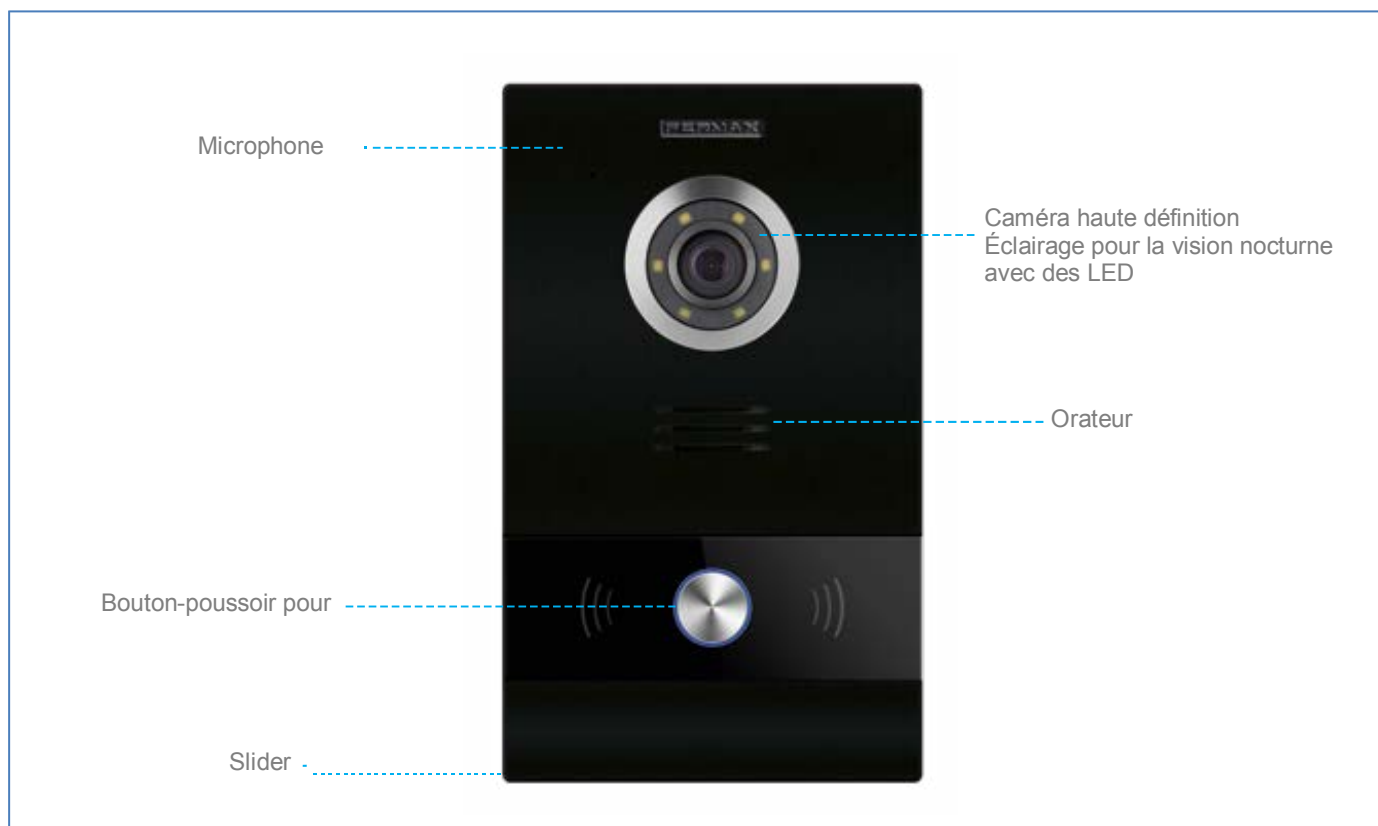 FERMAX
Microphone
Caméra haute définition
Éclairage pour la vision nocturne
avec des LED
Orateur
Bouton-poussoir pour
Slider